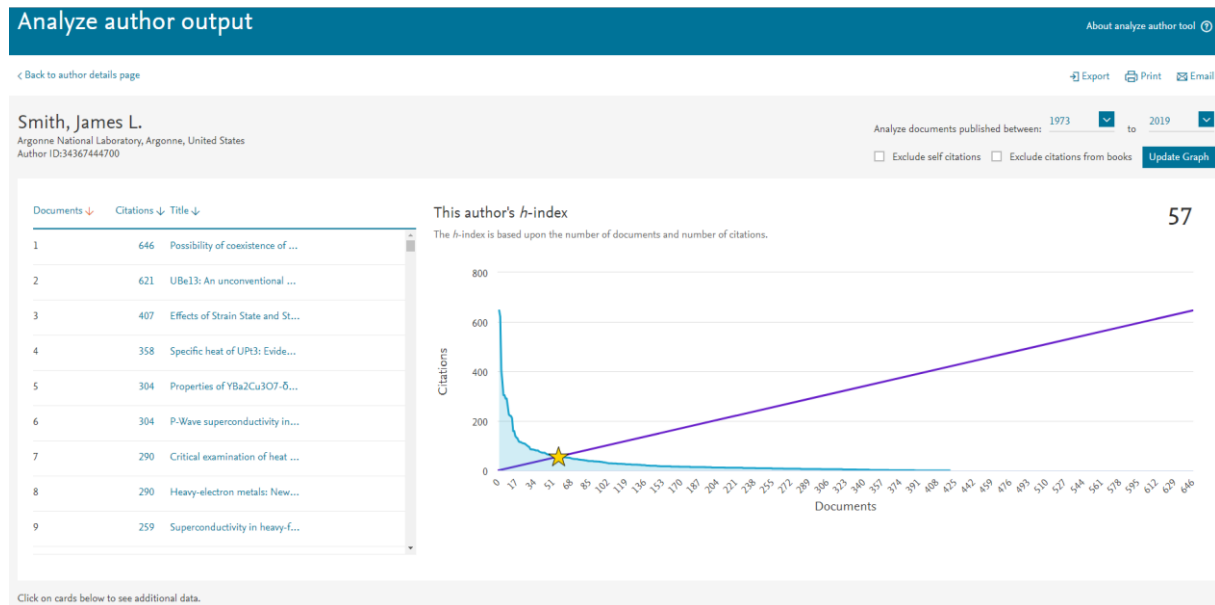 Analyze author output
About analyze author tool
Back to author details page
Export Print Email
Smith, James L.
Argonne National Laboratory, Argonne, United States
Author ID:34367444700
Analyze documents published between: 1973 to 2019
Exclude self citations Exclude citations from books Update Graph
Documents Citations Title
1 646 Possibility of coexistence of ...
2 621 UBe13: An unconventional ...
3 407 Effects of Strain State and St...
4 358 Specific heat of UPt3: Evide...
5 304 Properties of YBa2Cu3O7-δ...
6 304 P-Wave superconductivity in...
7 290 Critical examination of heat ...
8 290 Heavy-electron metals: New...
9 259 Superconductivity in heavy-f...
This author's h-index
57
The h-index is based upon the number of documents and number of citations.
800
600
400
200
0
Citations
0 17 34 51 68 85 102 119 136 153 170 187 204 221 238 255 272 289 306 323 340 357 374 391 408 425 442 459 476 493 510 527 544 561 578 595 612 629 646
Documents
Click on cards below to see additional data.